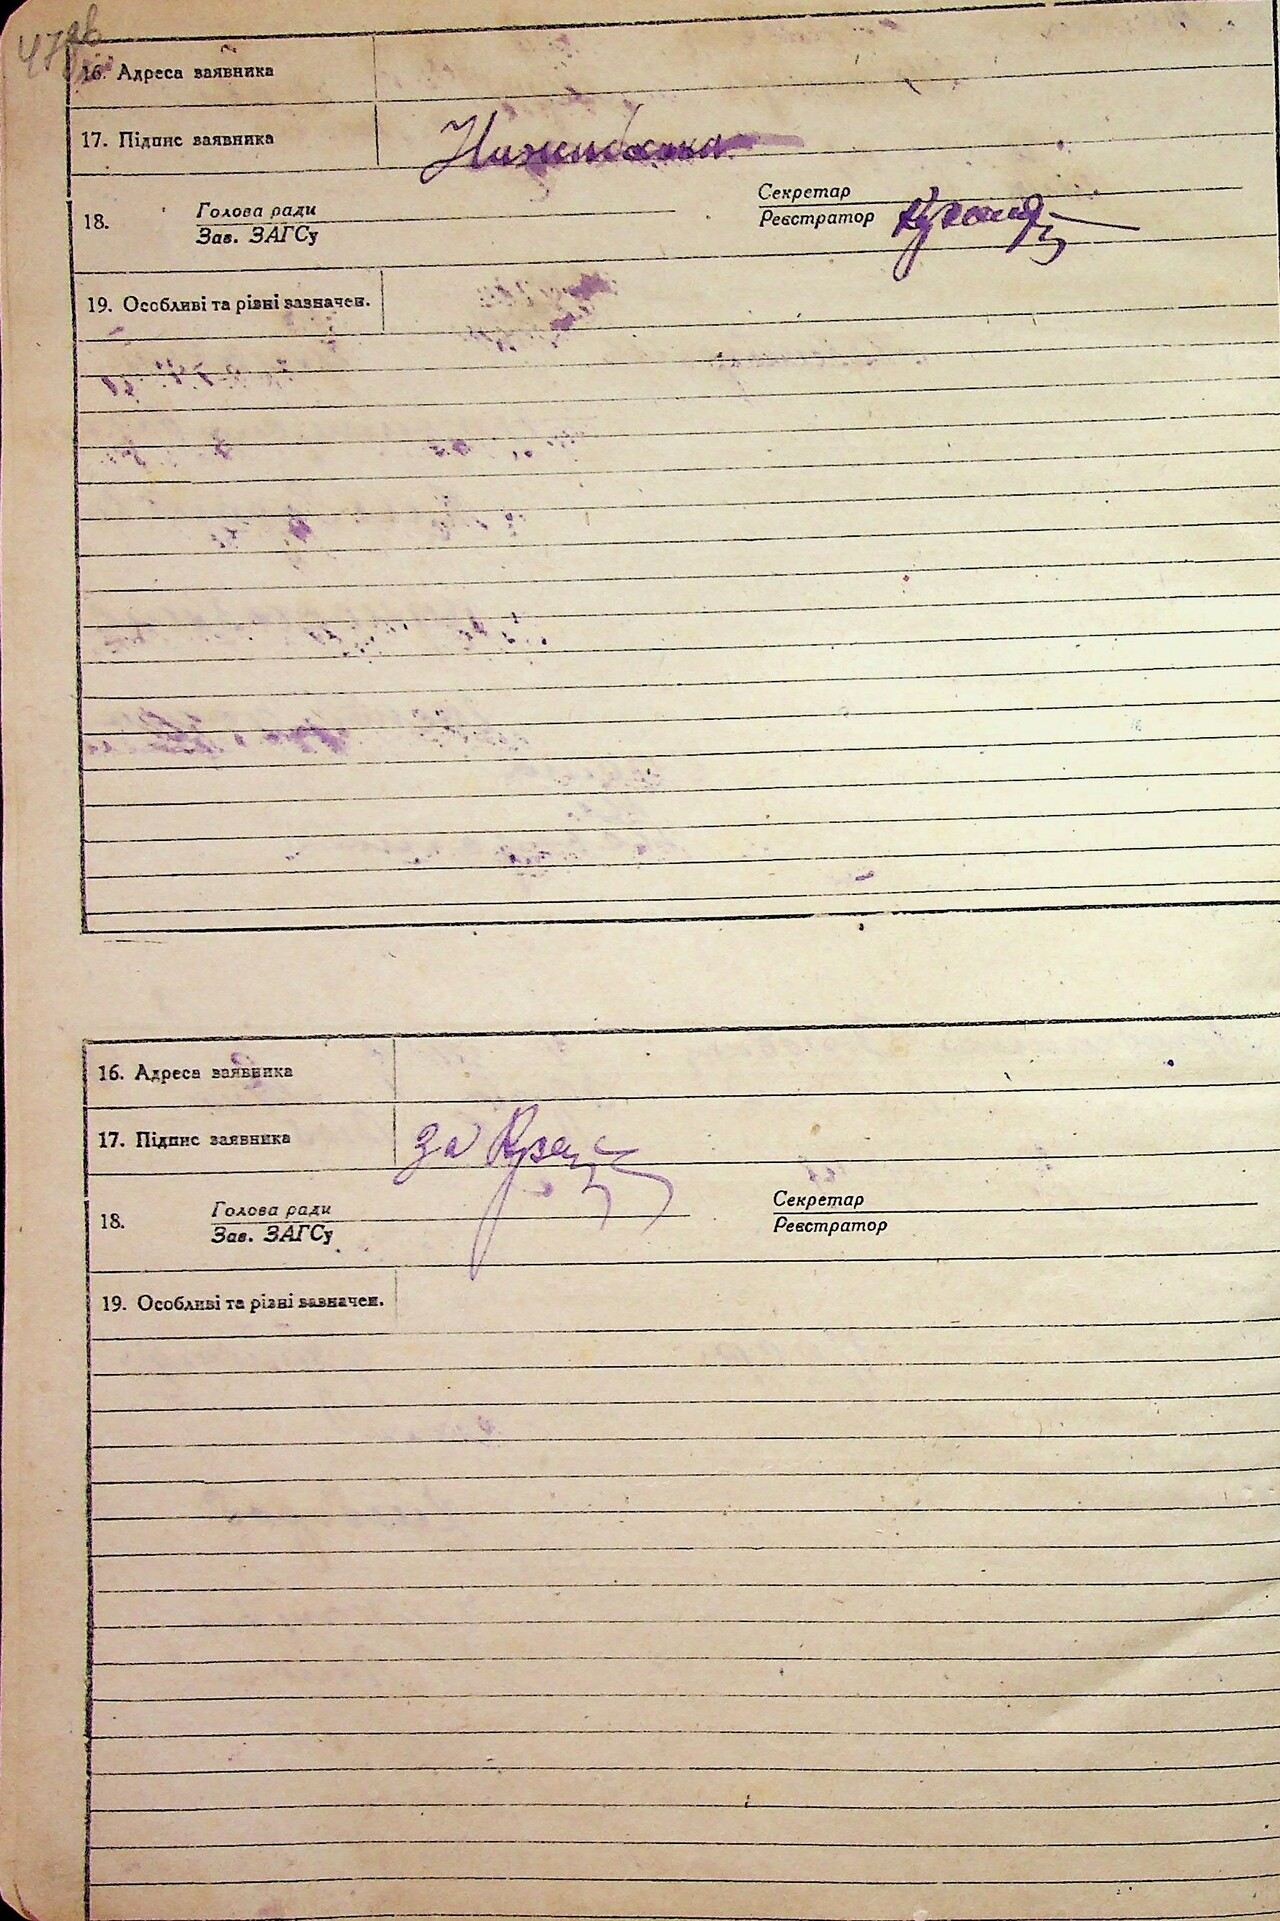 16. Адреса заявника
17. Підпис заявника
Секретар
18. Голова ради
Реєстратор
Зав. ЗАГСу
19. Особливі та різні зазначен.
16. Адреса заявника
17. Підпис заявника за
Секретар
18. Голова ради
Реєстратор
Зав. ЗАГСу
19. Особливі та різні зазначен.